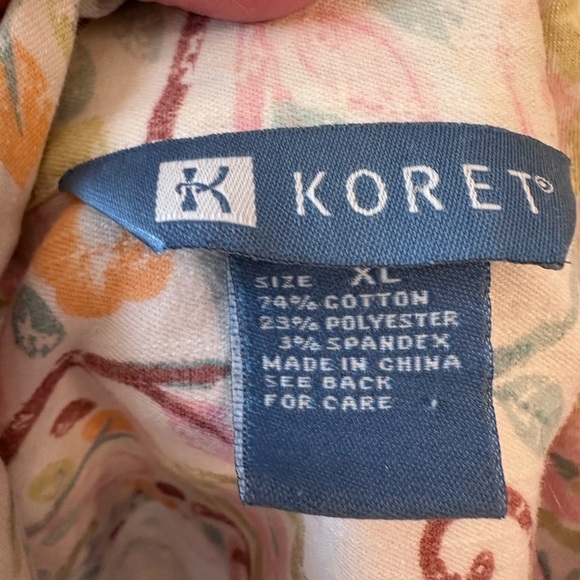 K KORET©
SIZE XL
74% COTTON
23% POLYESTER
3% SPANDEX
MADE IN CHINA
SEE BACK
FOR CARE